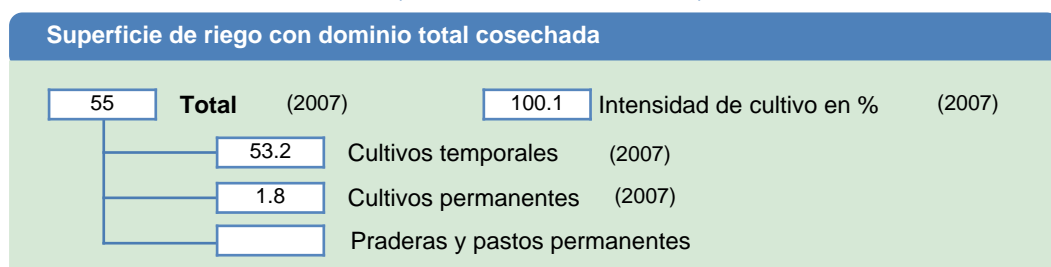 Superficie de riego con dominio total cosechada
55 Total (2007) 100.1 Intensidad de cultivo en % (2007)
53.2 Cultivos temporales (2007)
1.8 Cultivos permanentes (2007)
Praderas y pastos permanentes